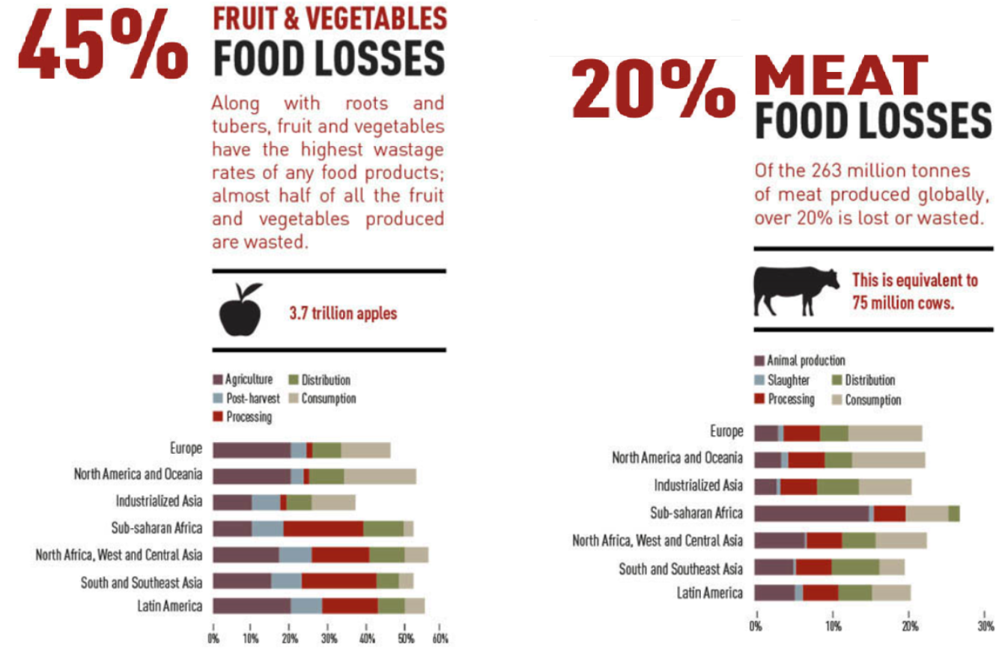 45%
FRUIT & VEGETABLES
FOOD LOSSES
Along with roots and
tubers, fruit and vegetables
have the highest wastage
rates of any food products;
almost half of all the fruit
and vegetables produced
are wasted.
3.7 trillion apples
Agriculture
Distribution
Post-harvest
Consumption
Processing
Europe
North America and Oceania
Industrialized Asia
Sub-saharan Africa
North Africa, West and Central Asia
South and Southeast Asia
Latin America
0% 10% 20% 30% 40% 50% 60%
20%
MEAT
FOOD LOSSES
Of the 263 million tonnes
of meat produced globally,
over 20% is lost or wasted.
This is equivalent to
75 million cows.
Animal production
Slaughter
Distribution
Processing
Consumption
Europe
North America and Oceania
Industrialized Asia
Sub-saharan Africa
North Africa, West and Central Asia
South and Southeast Asia
Latin America
0% 10% 20% 30%